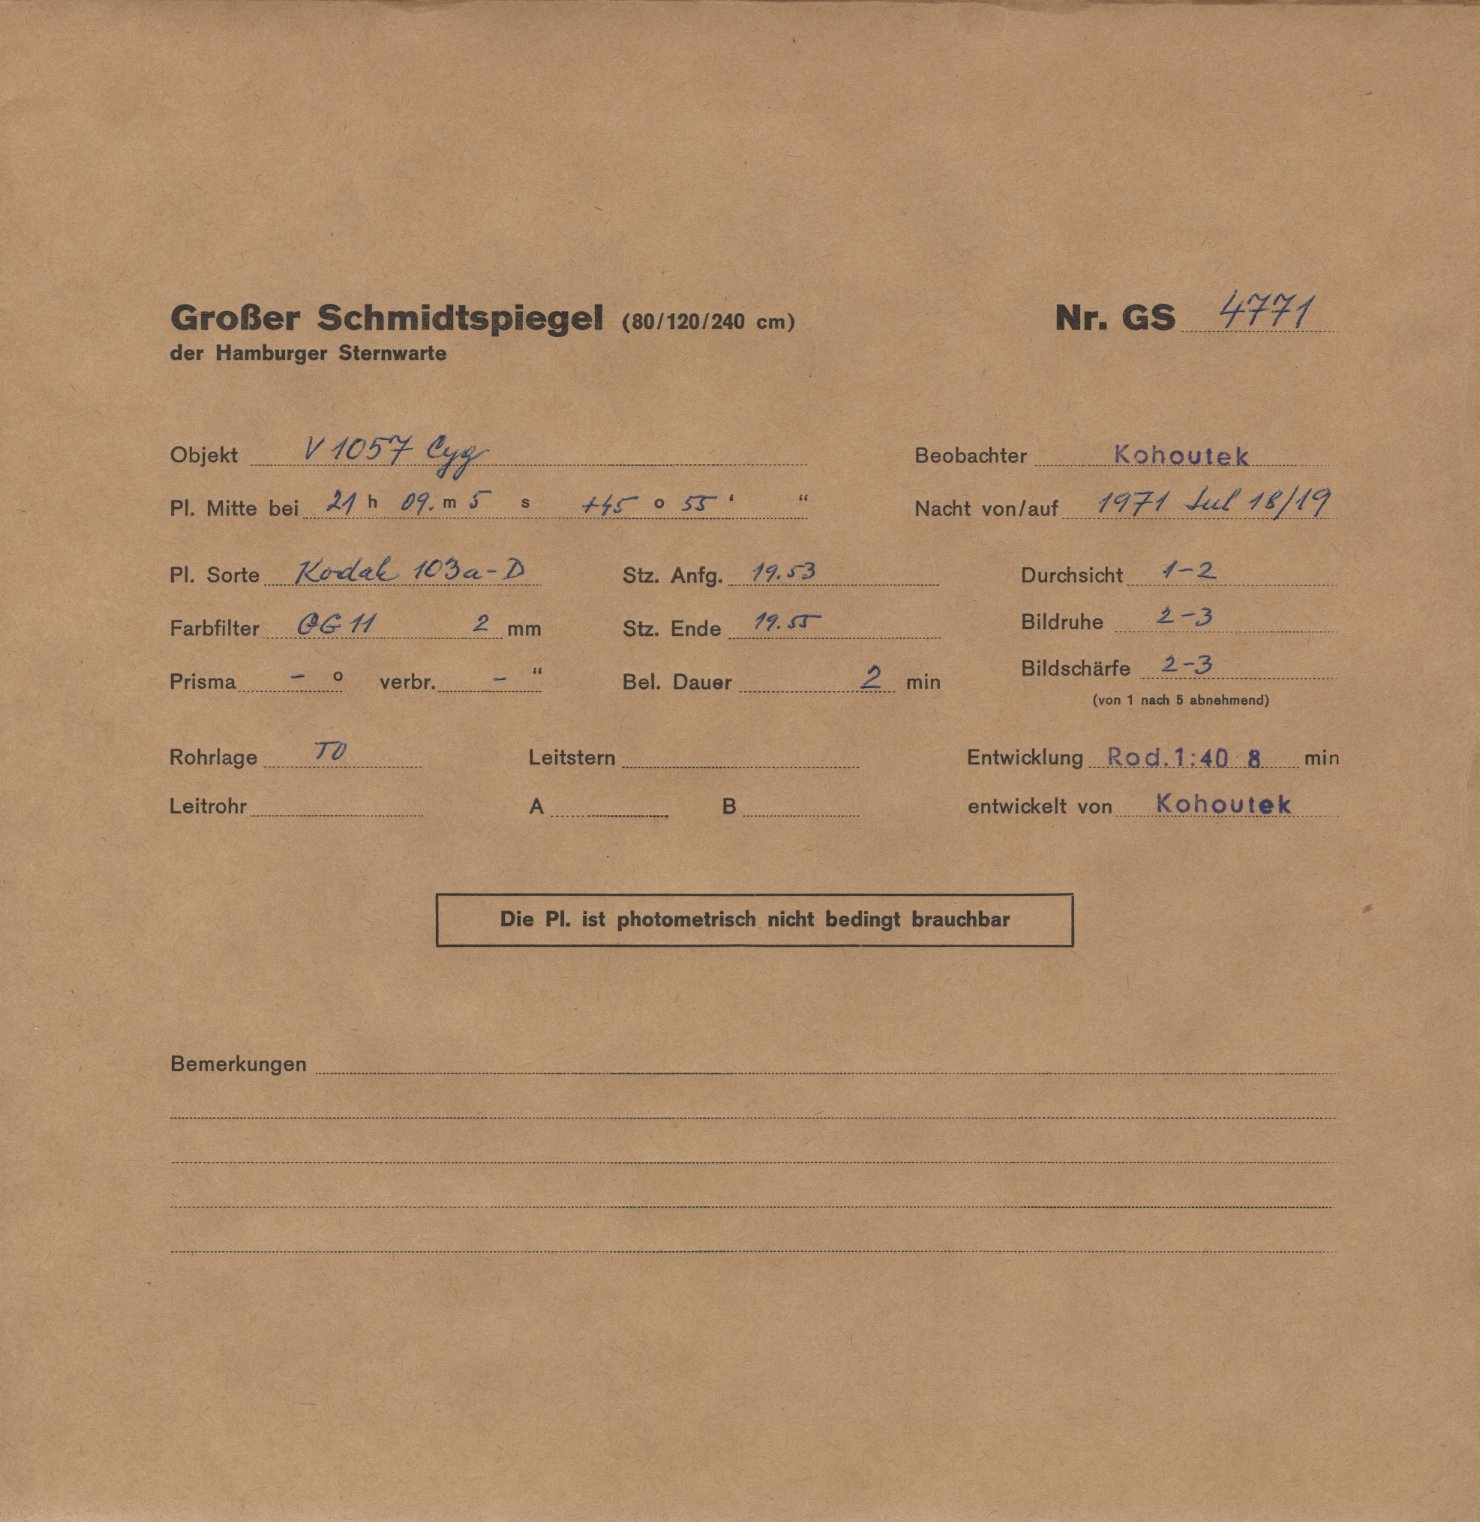 Großer Schmidtspiegel (80/120/240 cm) Nr. GS 4771
der Hamburger Sternwarte
Objekt V 1057 Cyg Beobachter Kohoutek
Pl. Mitte bei 21 h 09. m 5 s +45 o 55 ‘ “ Nacht von/auf 1971 Jul 18/19
Pl. Sorte Kodak 103a-D Stz. Anfg. 19.53 Durchsicht 1-2
Farbfilter GG 11 2 mm Stz. Ende 19.55 Bildruhe 2-3
Prisma - o verbr. - “ Bel. Dauer 2 min Bildschärfe 2-3
(von 1 nach 5 abnehmend)
Rohrlage TO Leitstern Entwicklung Rod.1:40 8 min
Leitrohr A B entwickelt von Kohoutek
Die Pl. ist photometrisch nicht bedingt brauchbar
Bemerkungen